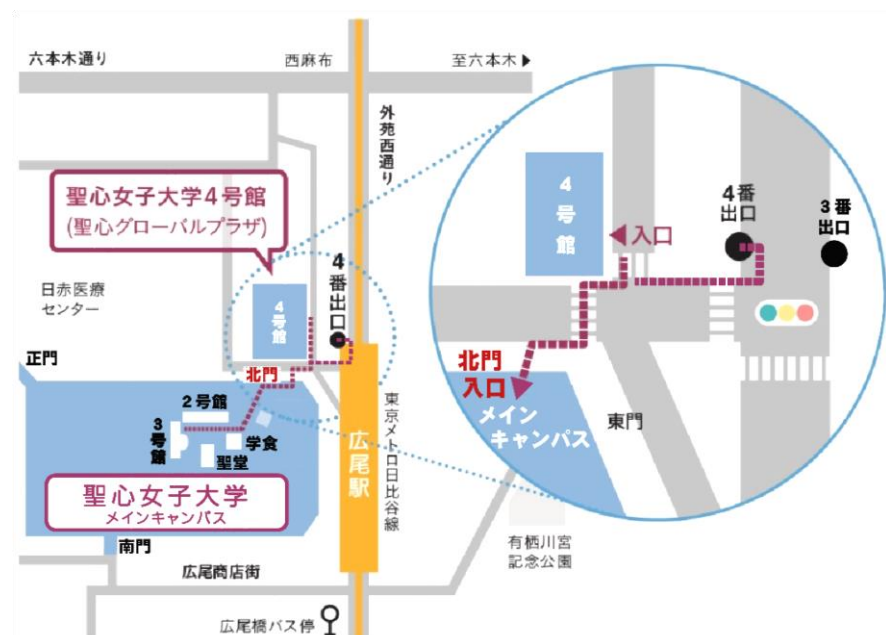 六本木通り
西麻布
至六本木▶
外苑西通り
聖心女子大学4号館
(聖心グローバルプラザ)
日赤医療
センター
4号館
4番出口
正門
北門
2号館
3号館
学食
聖堂
聖心女子大学
メインキャンパス
南門
広尾駅
東京メトロ日比谷線
広尾商店街
広尾橋バス停
有栖川宮
記念公園
4号館
入口
4番
出口
3番
出口
北門
入口
メイン
キャンパス
東門